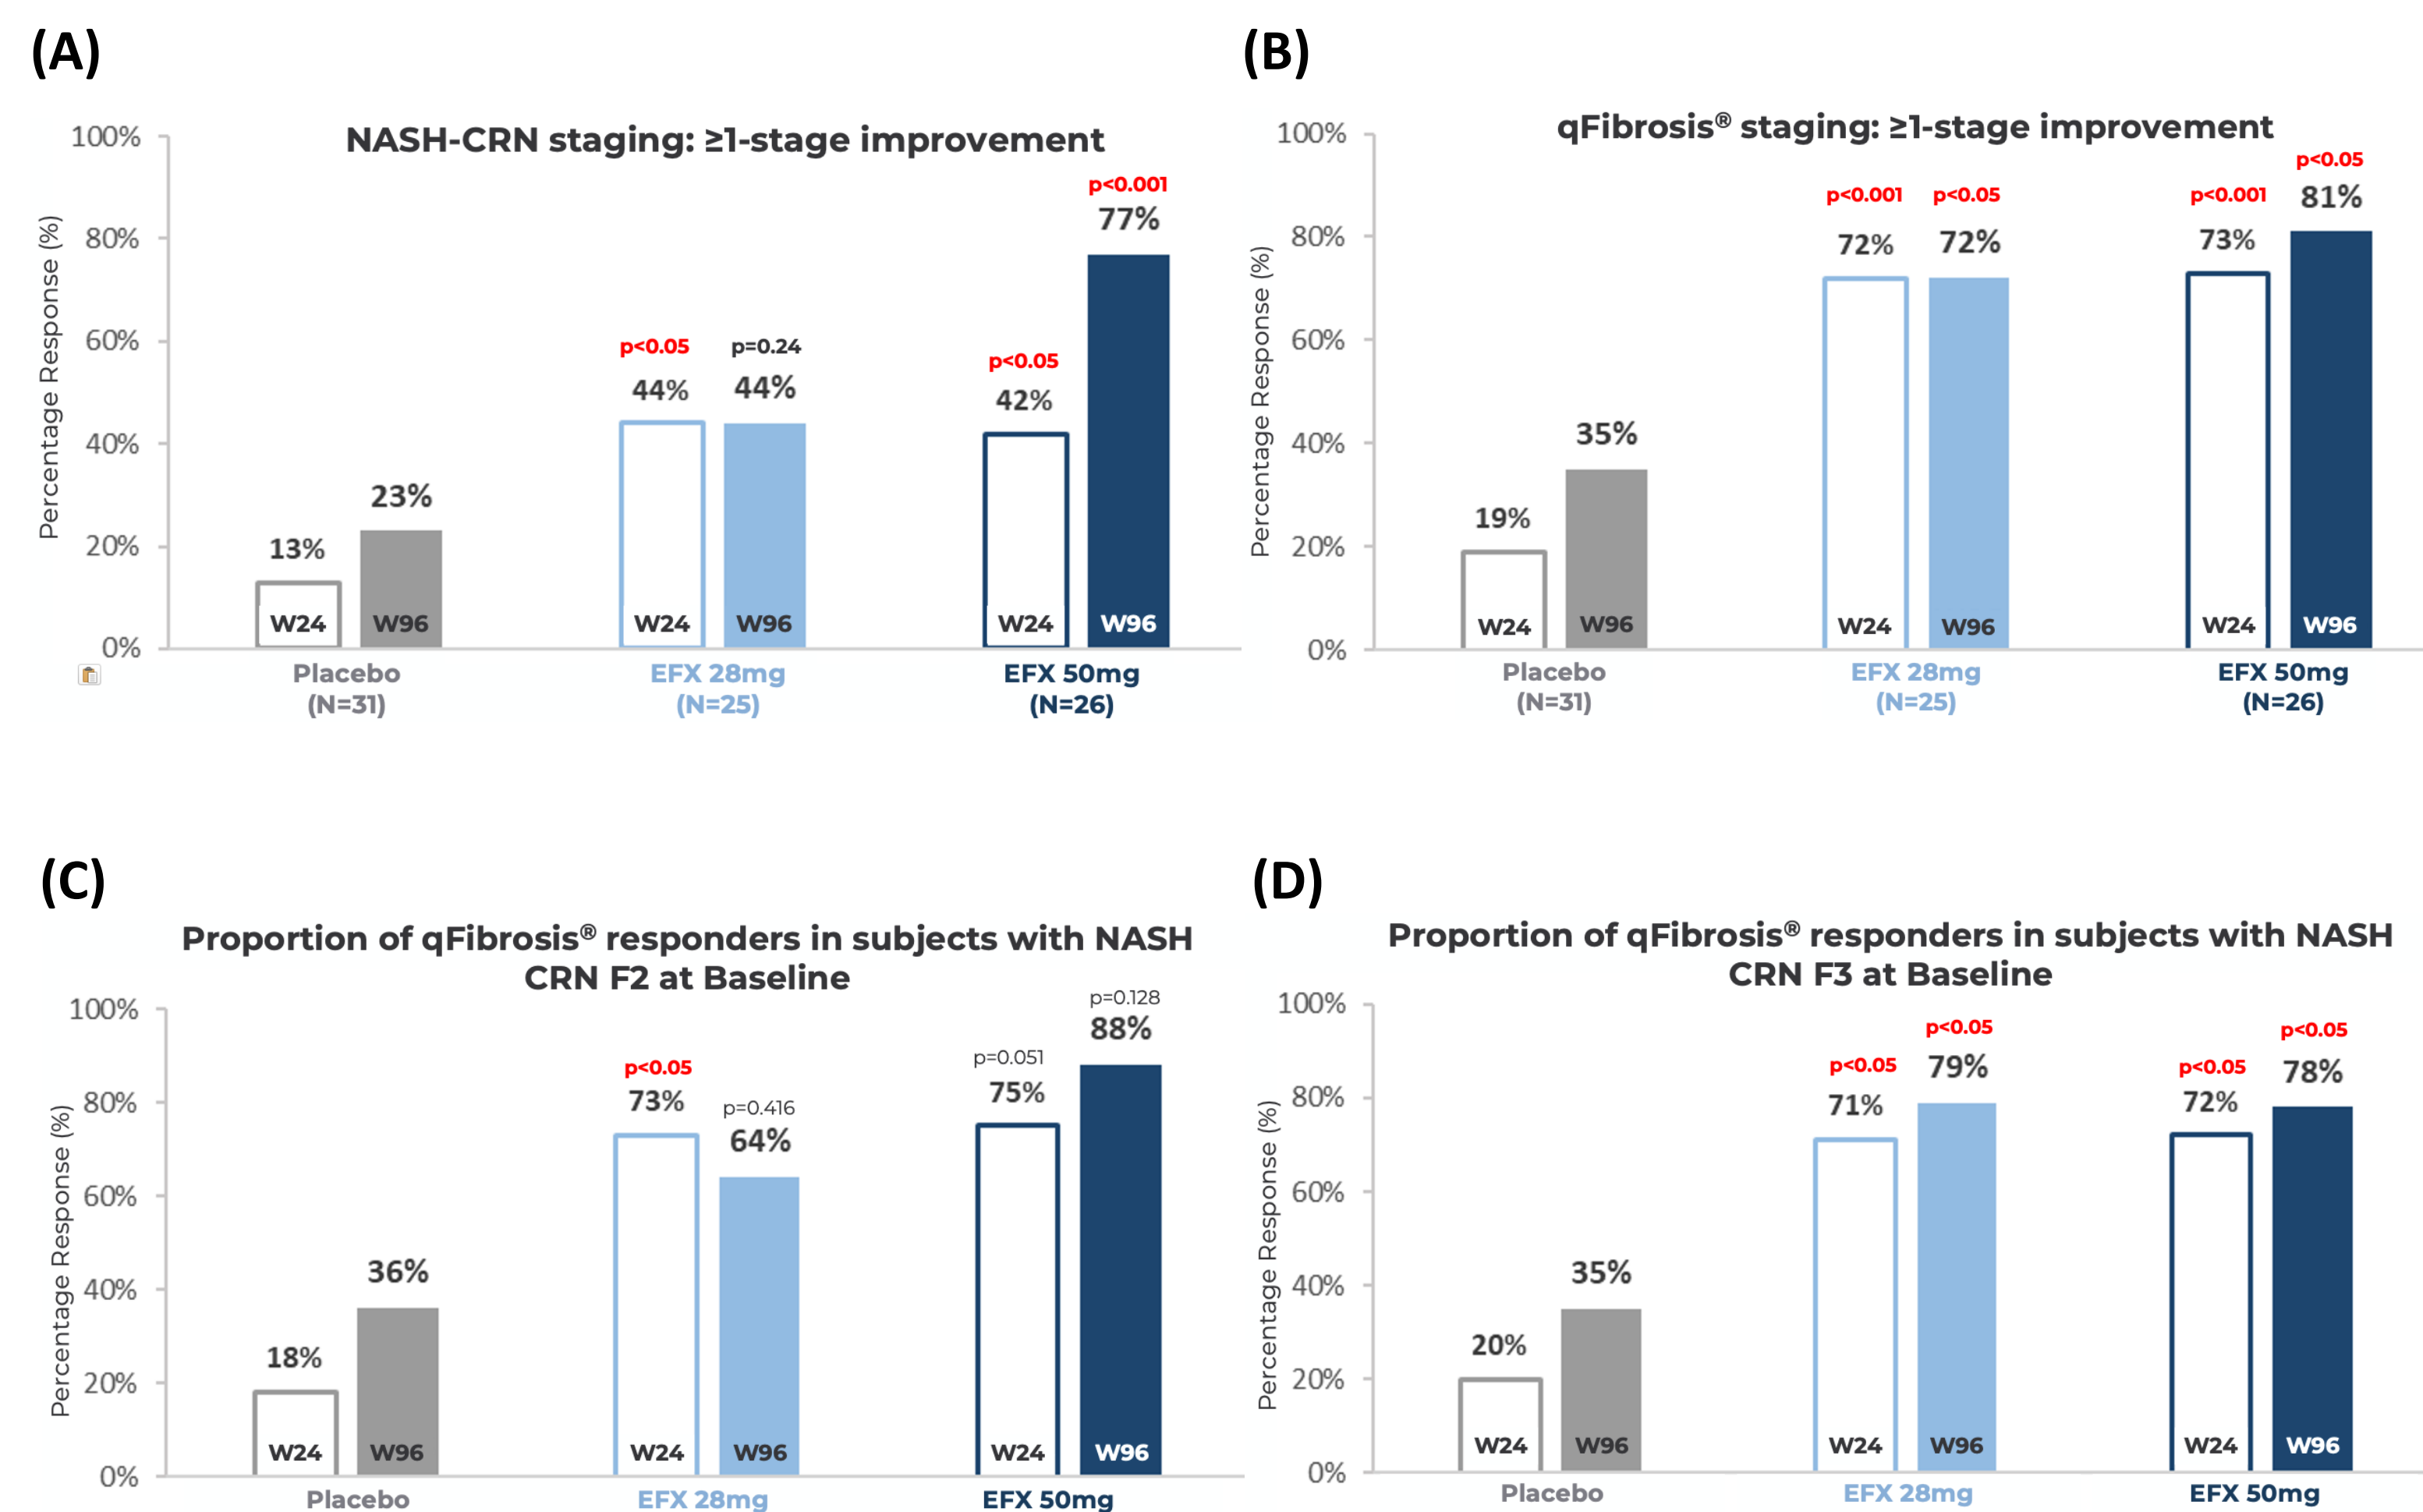 (A)
NASH-CRN staging: ≥1-stage improvement
Percentage Response (%)
100%
80%
60%
40%
20%
0%
13%
23%
p<0.05
44%
p=0.24
44%
p<0.05
42%
p<0.001
77%
W24
W96
W24
W96
W24
W96
Placebo
(N=31)
EFX 28mg
(N=25)
EFX 50mg
(N=26)
(B)
qFibrosis® staging: ≥1-stage improvement
Percentage Response (%)
100%
80%
60%
40%
20%
0%
19%
35%
p<0.001
72%
p<0.05
72%
p<0.001
73%
p<0.05
81%
W24
W96
W24
W96
W24
W96
Placebo
(N=31)
EFX 28mg
(N=25)
EFX 50mg
(N=26)
(C)
Proportion of qFibrosis® responders in subjects with NASH
CRN F2 at Baseline
Percentage Response (%)
100%
80%
60%
40%
20%
0%
18%
36%
p<0.05
73%
p=0.416
64%
p=0.051
75%
p=0.128
88%
W24
W96
W24
W96
W24
W96
Placebo
EFX 28mg
EFX 50mg
(D)
Proportion of qFibrosis® responders in subjects with NASH
CRN F3 at Baseline
Percentage Response (%)
100%
80%
60%
40%
20%
0%
20%
35%
p<0.05
71%
p<0.05
79%
p<0.05
72%
p<0.05
78%
W24
W96
W24
W96
W24
W96
Placebo
EFX 28mg
EFX 50mg